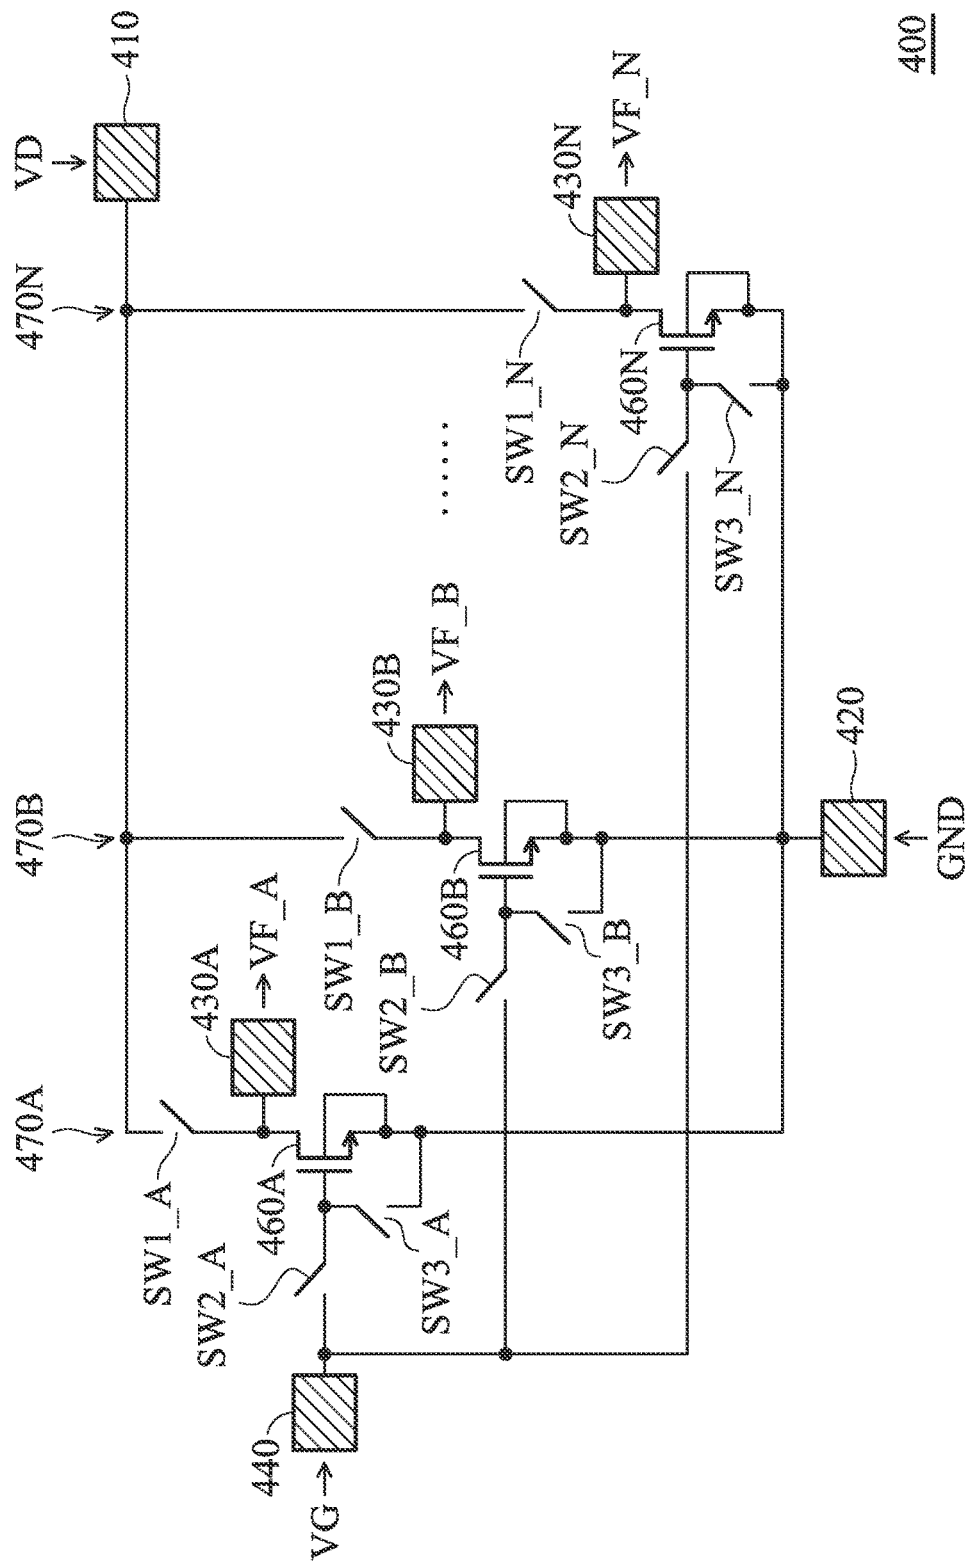 400
VD
410
470N
470B
470A
SW1_N
430N
VF_N
460N
SW2_N
SW3_N
......
SW1_B
430B
VF_B
460B
SW2_B
SW3_B
SW1_A
430A
VF_A
460A
SW2_A
SW3_A
440
VG
420
GND